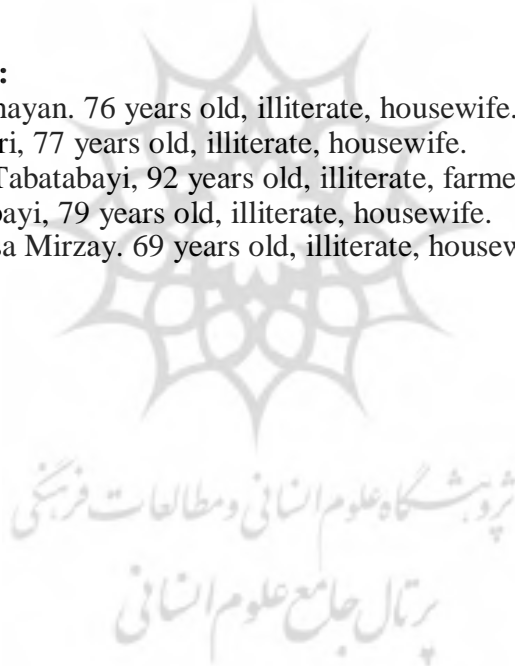 :
nayan. 76 years old, illiterate, housewife.
ri, 77 years old, illiterate, housewife.
Tabatabayi, 92 years old, illiterate, farme
bayi, 79 years old, illiterate, housewife.
sa Mirzay. 69 years old, illiterate, housew
پژوهشگاه علوم انسانی و مطالعات فرهنگی
پرتال جامع علوم انسانی